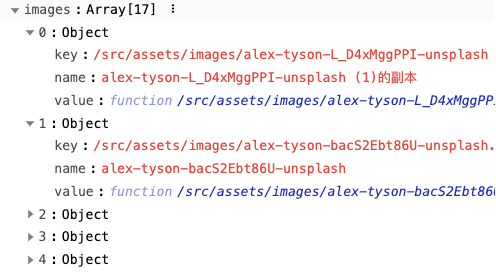 images : Array[17]
0 : Object
key : /src/assets/images/alex-tyson-L_D4xMggPPI-unsplash
name : alex-tyson-L_D4xMggPPI-unsplash (1)的副本
value : function /src/assets/images/alex-tyson-L_D4xMggPP
1 : Object
key : /src/assets/images/alex-tyson-bacS2Ebt86U-unsplash.
name : alex-tyson-bacS2Ebt86U-unsplash
value : function /src/assets/images/alex-tyson-bacS2Ebt86
2 : Object
3 : Object
4 : Object